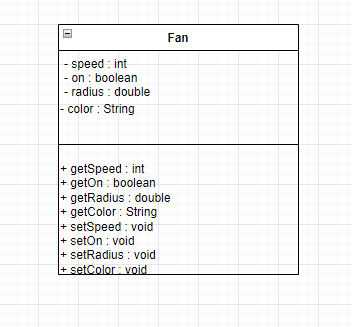 Fan
- speed : int
- on : boolean
- radius : double
- color : String
+ getSpeed : int
+ getOn : boolean
+ getRadius : double
+ getColor : String
+ setSpeed : void
+ setOn : void
+ setRadius : void
+ setColor : void